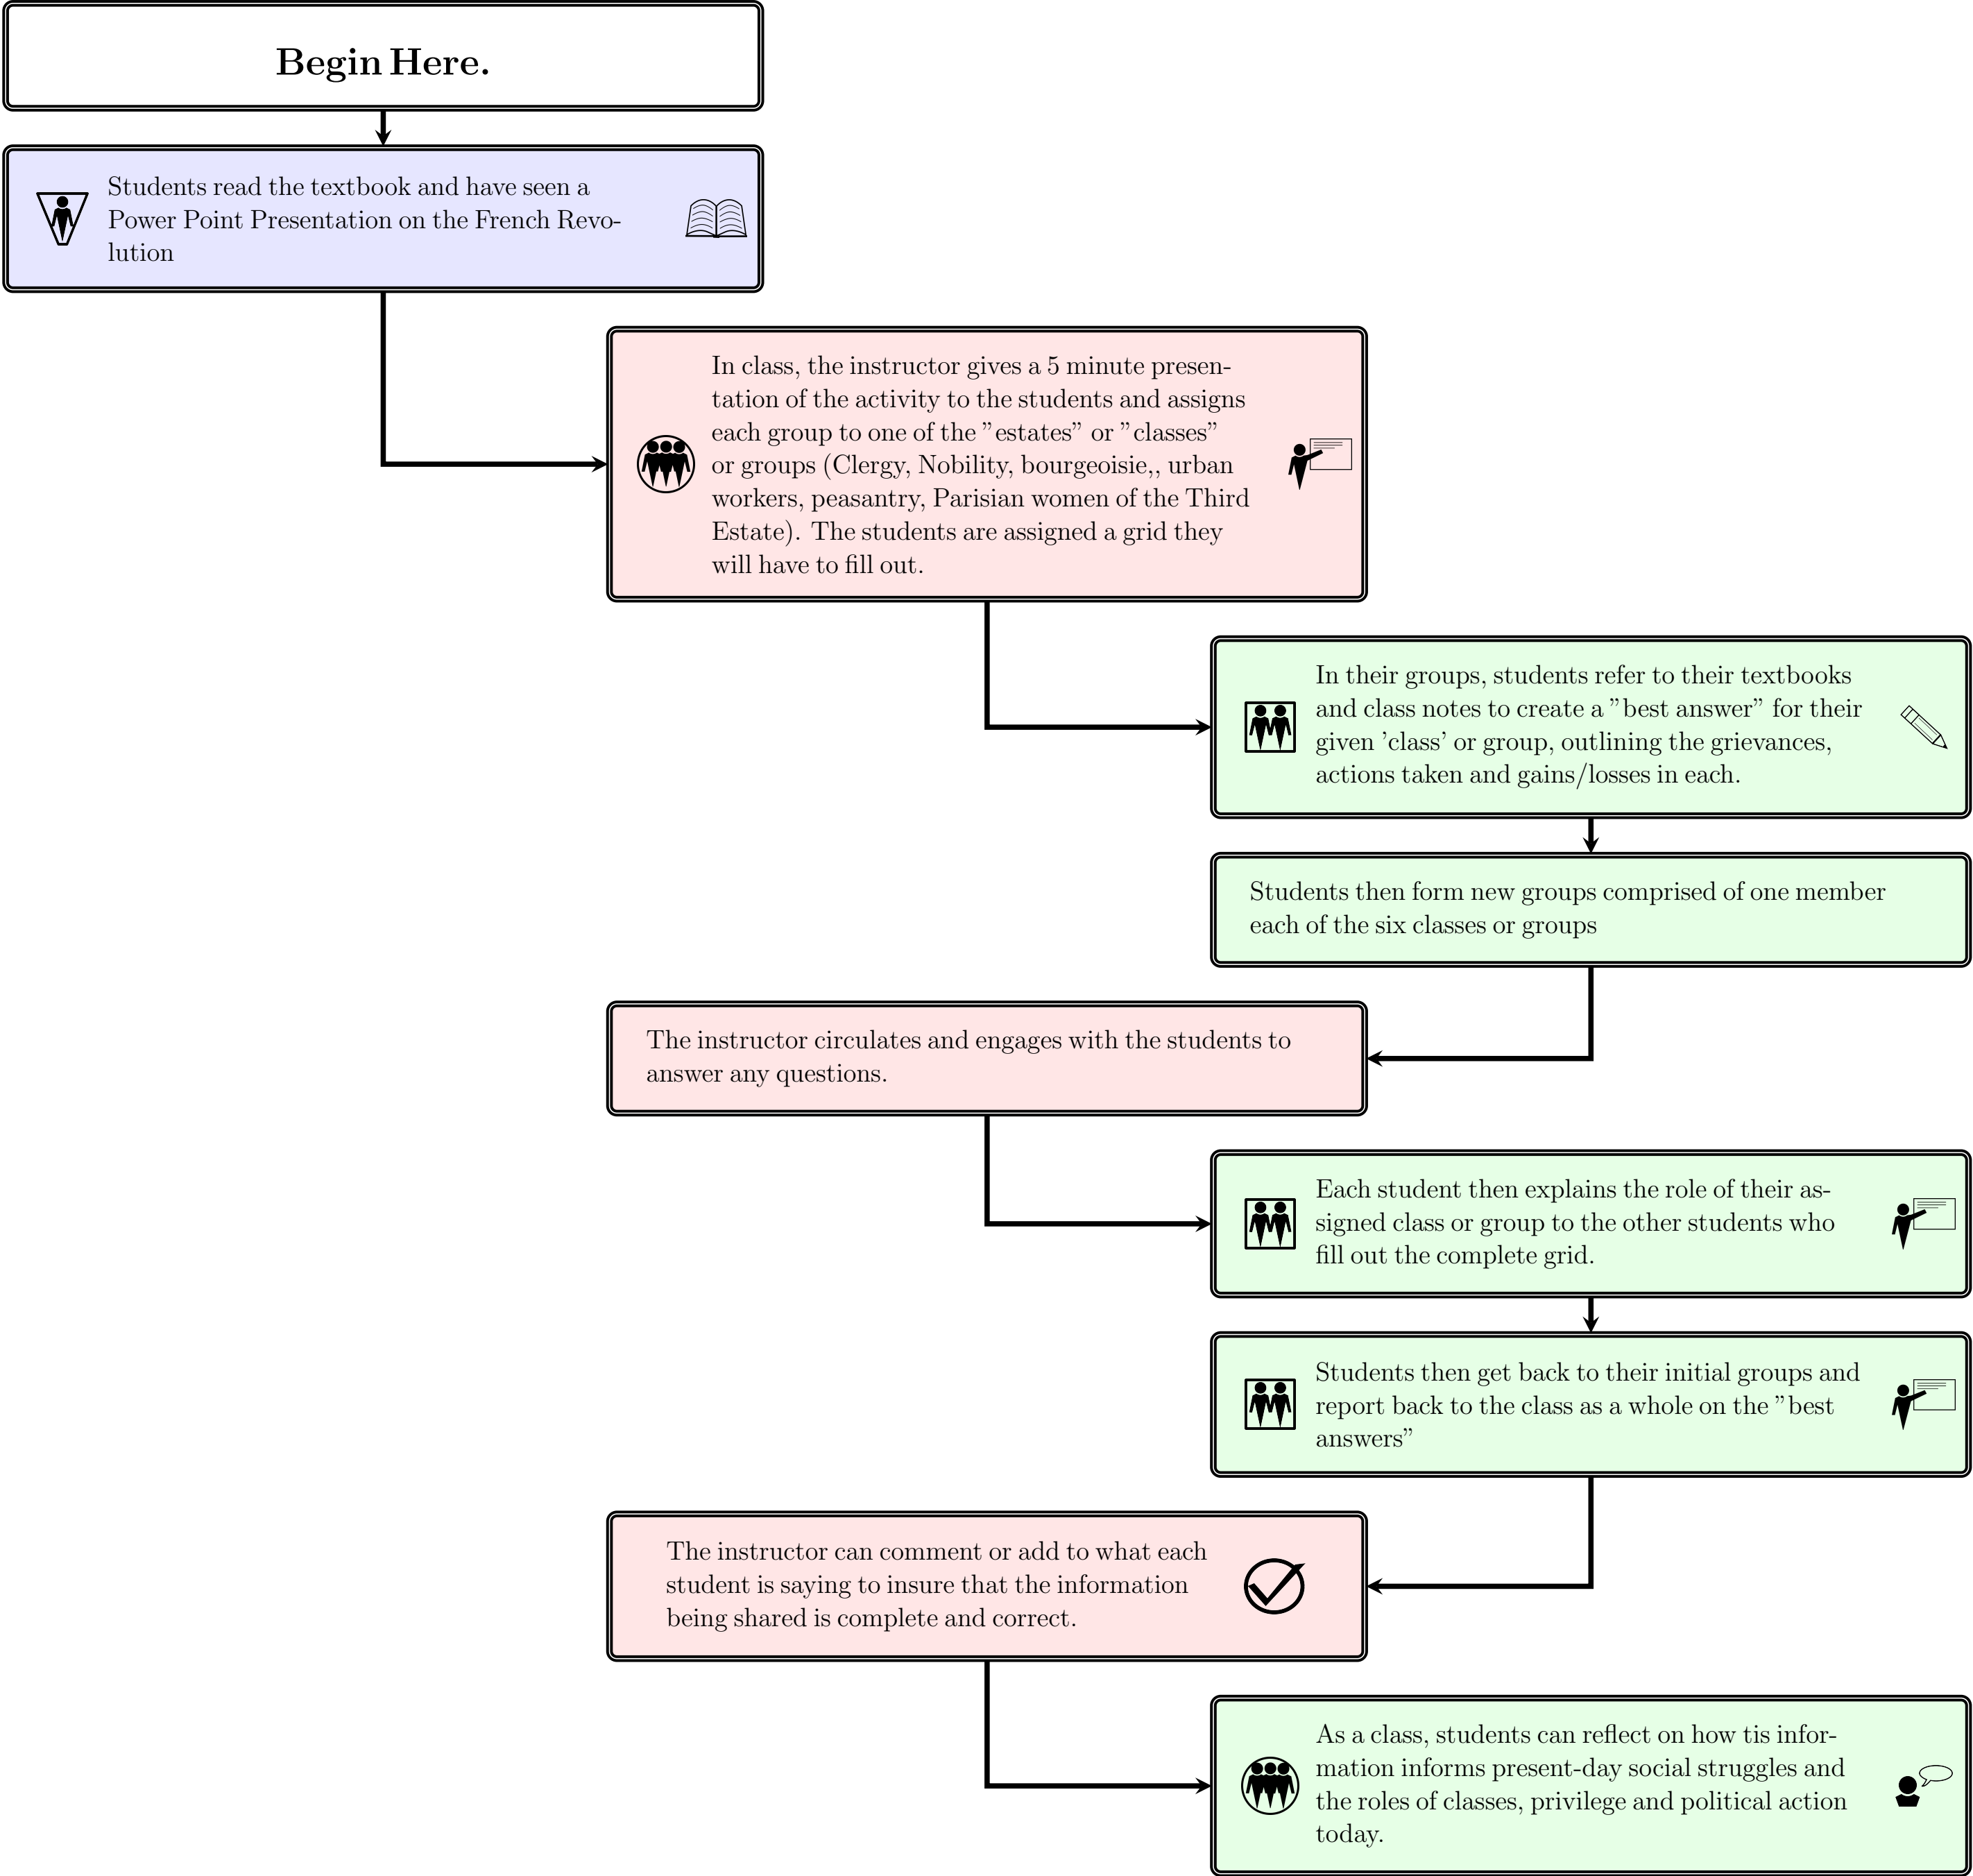 Begin Here.
Students read the textbook and have seen a
Power Point Presentation on the French Revo-
lution
In class, the instructor gives a 5 minute presen-
tation of the activity to the students and assigns
each group to one of the ”estates” or ”classes”
or groups (Clergy, Nobility, bourgeoisie,, urban
workers, peasantry, Parisian women of the Third
Estate). The students are assigned a grid they
will have to fill out.
In their groups, students refer to their textbooks
and class notes to create a ”best answer” for their
given ’class’ or group, outlining the grievances,
actions taken and gains/losses in each.
Students then form new groups comprised of one member
each of the six classes or groups
The instructor circulates and engages with the students to
answer any questions.
Each student then explains the role of their as-
signed class or group to the other students who
fill out the complete grid.
Students then get back to their initial groups and
report back to the class as a whole on the ”best
answers”
The instructor can comment or add to what each
student is saying to insure that the information
being shared is complete and correct.
As a class, students can reflect on how tis infor-
mation informs present-day social struggles and
the roles of classes, privilege and political action
today.